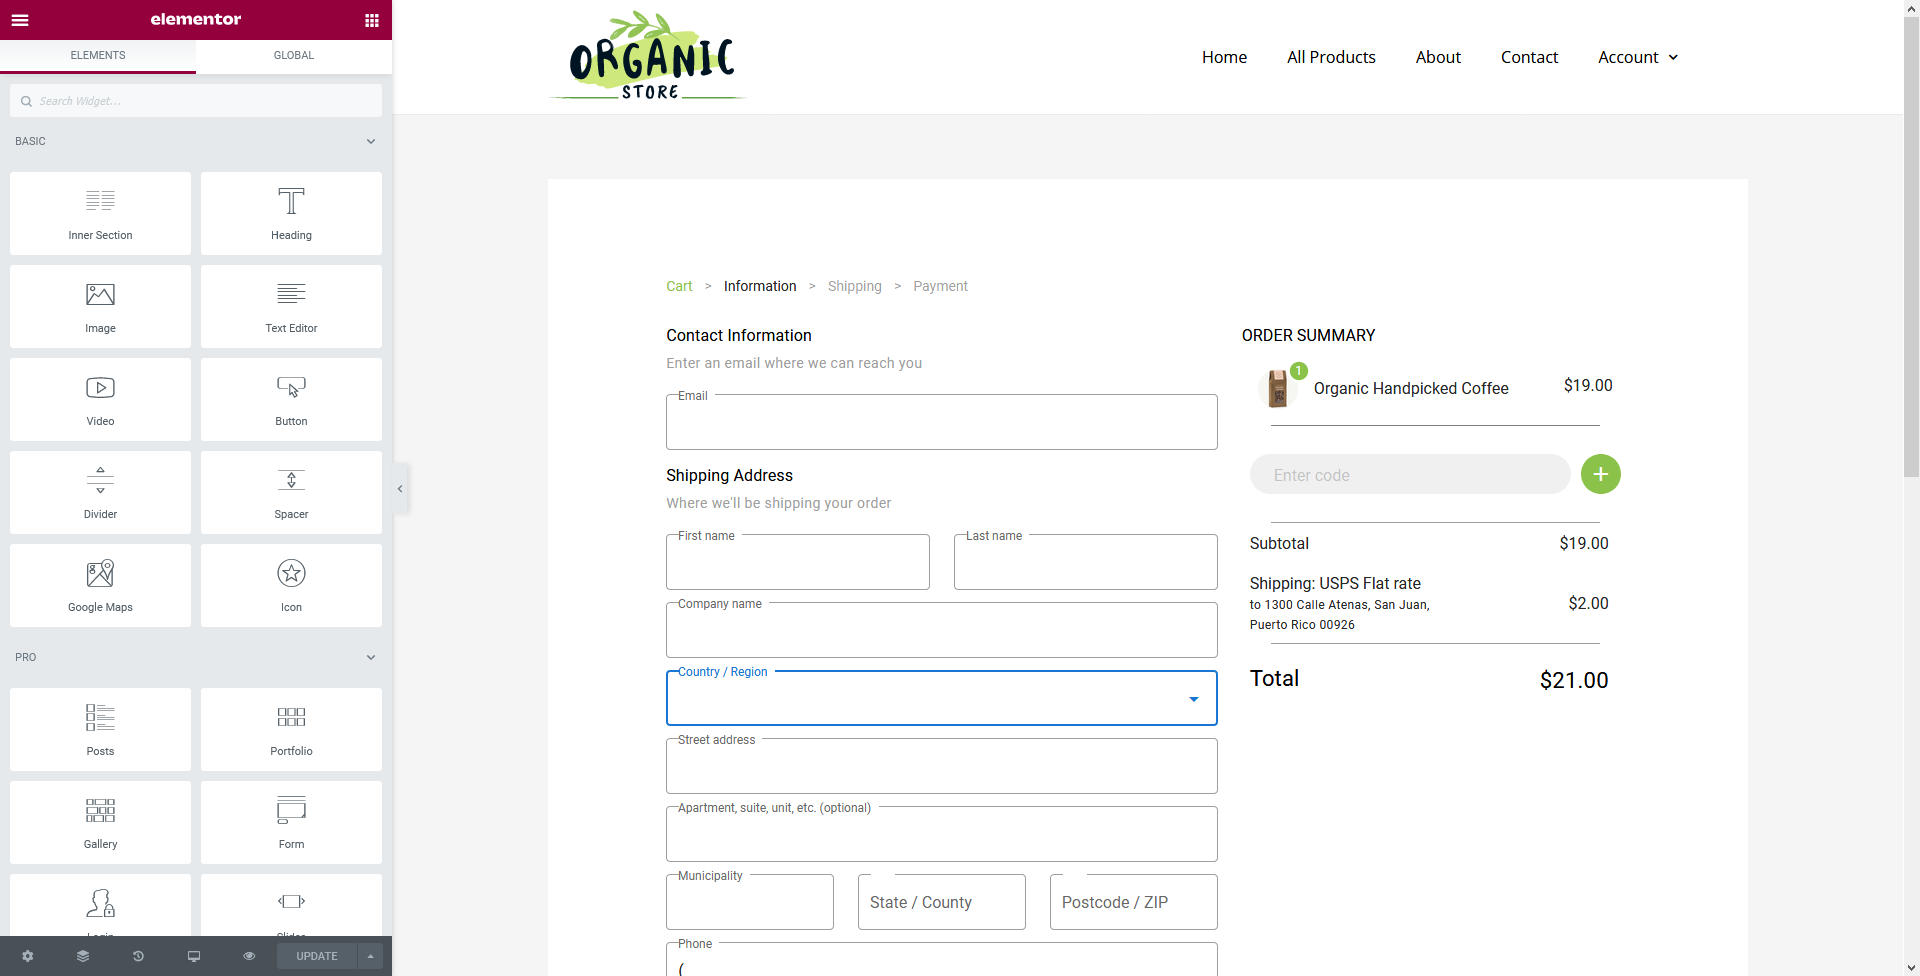 elementor
ELEMENTS
GLOBAL
Search Widget...
BASIC
Inner Section
Heading
Image
Text Editor
Video
Button
Divider
Spacer
Google Maps
Icon
PRO
Posts
Portfolio
Gallery
Form
UPDATE
ORGANIC
STORE
Home
All Products
About
Contact
Account
Cart > Information > Shipping > Payment
Contact Information
Enter an email where we can reach you
Email
Shipping Address
Where we'll be shipping your order
First name
Last name
Company name
Country / Region
Street address
Apartment, suite, unit, etc. (optional)
Municipality
State / County
Postcode / ZIP
Phone
(
ORDER SUMMARY
1
Organic Handpicked Coffee
$19.00
Enter code
+
Subtotal
$19.00
Shipping: USPS Flat rate
to 1300 Calle Atenas, San Juan,
Puerto Rico 00926
$2.00
Total
$21.00